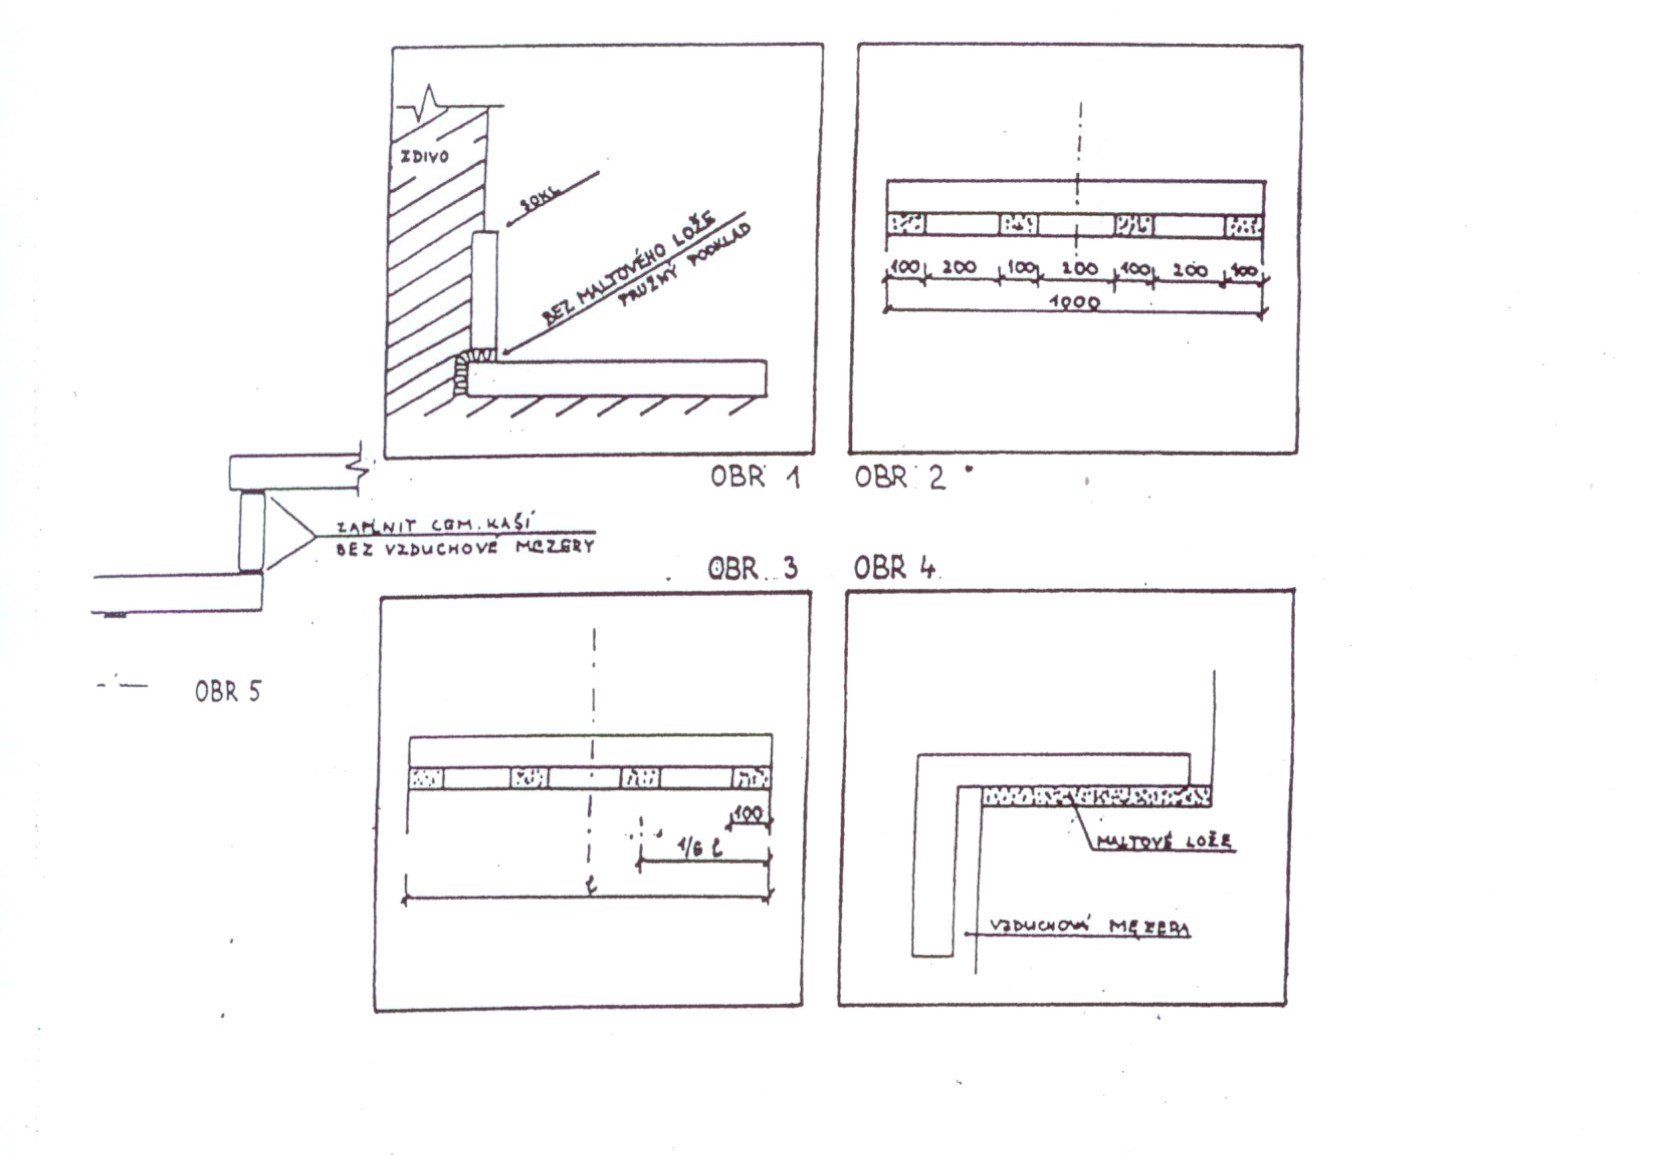 ZDIVO
SOKL
BEZ MALTOVÉHO LOŽE
PRUŽNÝ PODKLAD
OBR 1
100 200 100 200 100 200 100
1000
OBR 2
ZAPLNIT CEM. KAŠÍ
BEZ VZDUCHOVÉ MEZERY
OBR 5
OBR. 3
100
1/6 l
l
OBR 4
MALTOVÉ LOŽE
VZDUCHOVÁ MEZERA